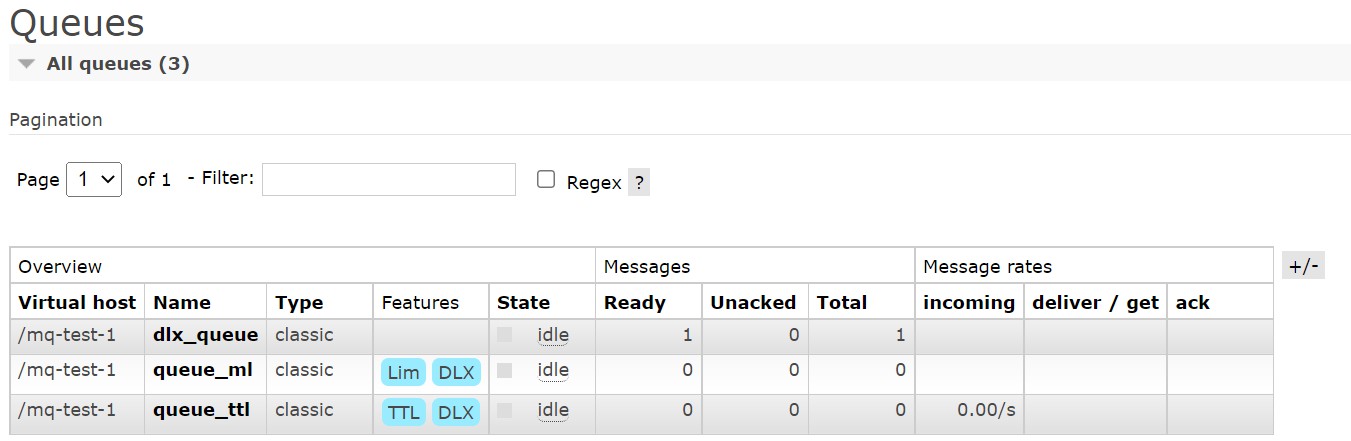 Queues
All queues (3)
Pagination
Page 1 of 1 - Filter: Regex ?
Overview Messages Message rates +/-
Virtual host Name Type Features State Ready Unacked Total incoming deliver / get ack
/mq-test-1 dlx_queue classic idle 1 0 1
/mq-test-1 queue_ml classic Lim DLX idle 0 0 0
/mq-test-1 queue_ttl classic TTL DLX idle 0 0 0 0.00/s